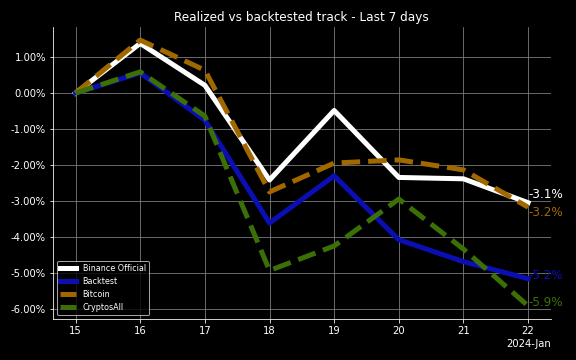 Realized vs backtested track - Last 7 days
1.00%
0.00%
-1.00%
-2.00%
-3.00%
-4.00%
-5.00%
-6.00%
-3.1%
-3.2%
-5.2%
-5.9%
Binance Official
Backtest
Bitcoin
CryptosAll
15 16 17 18 19 20 21 22
2024-Jan